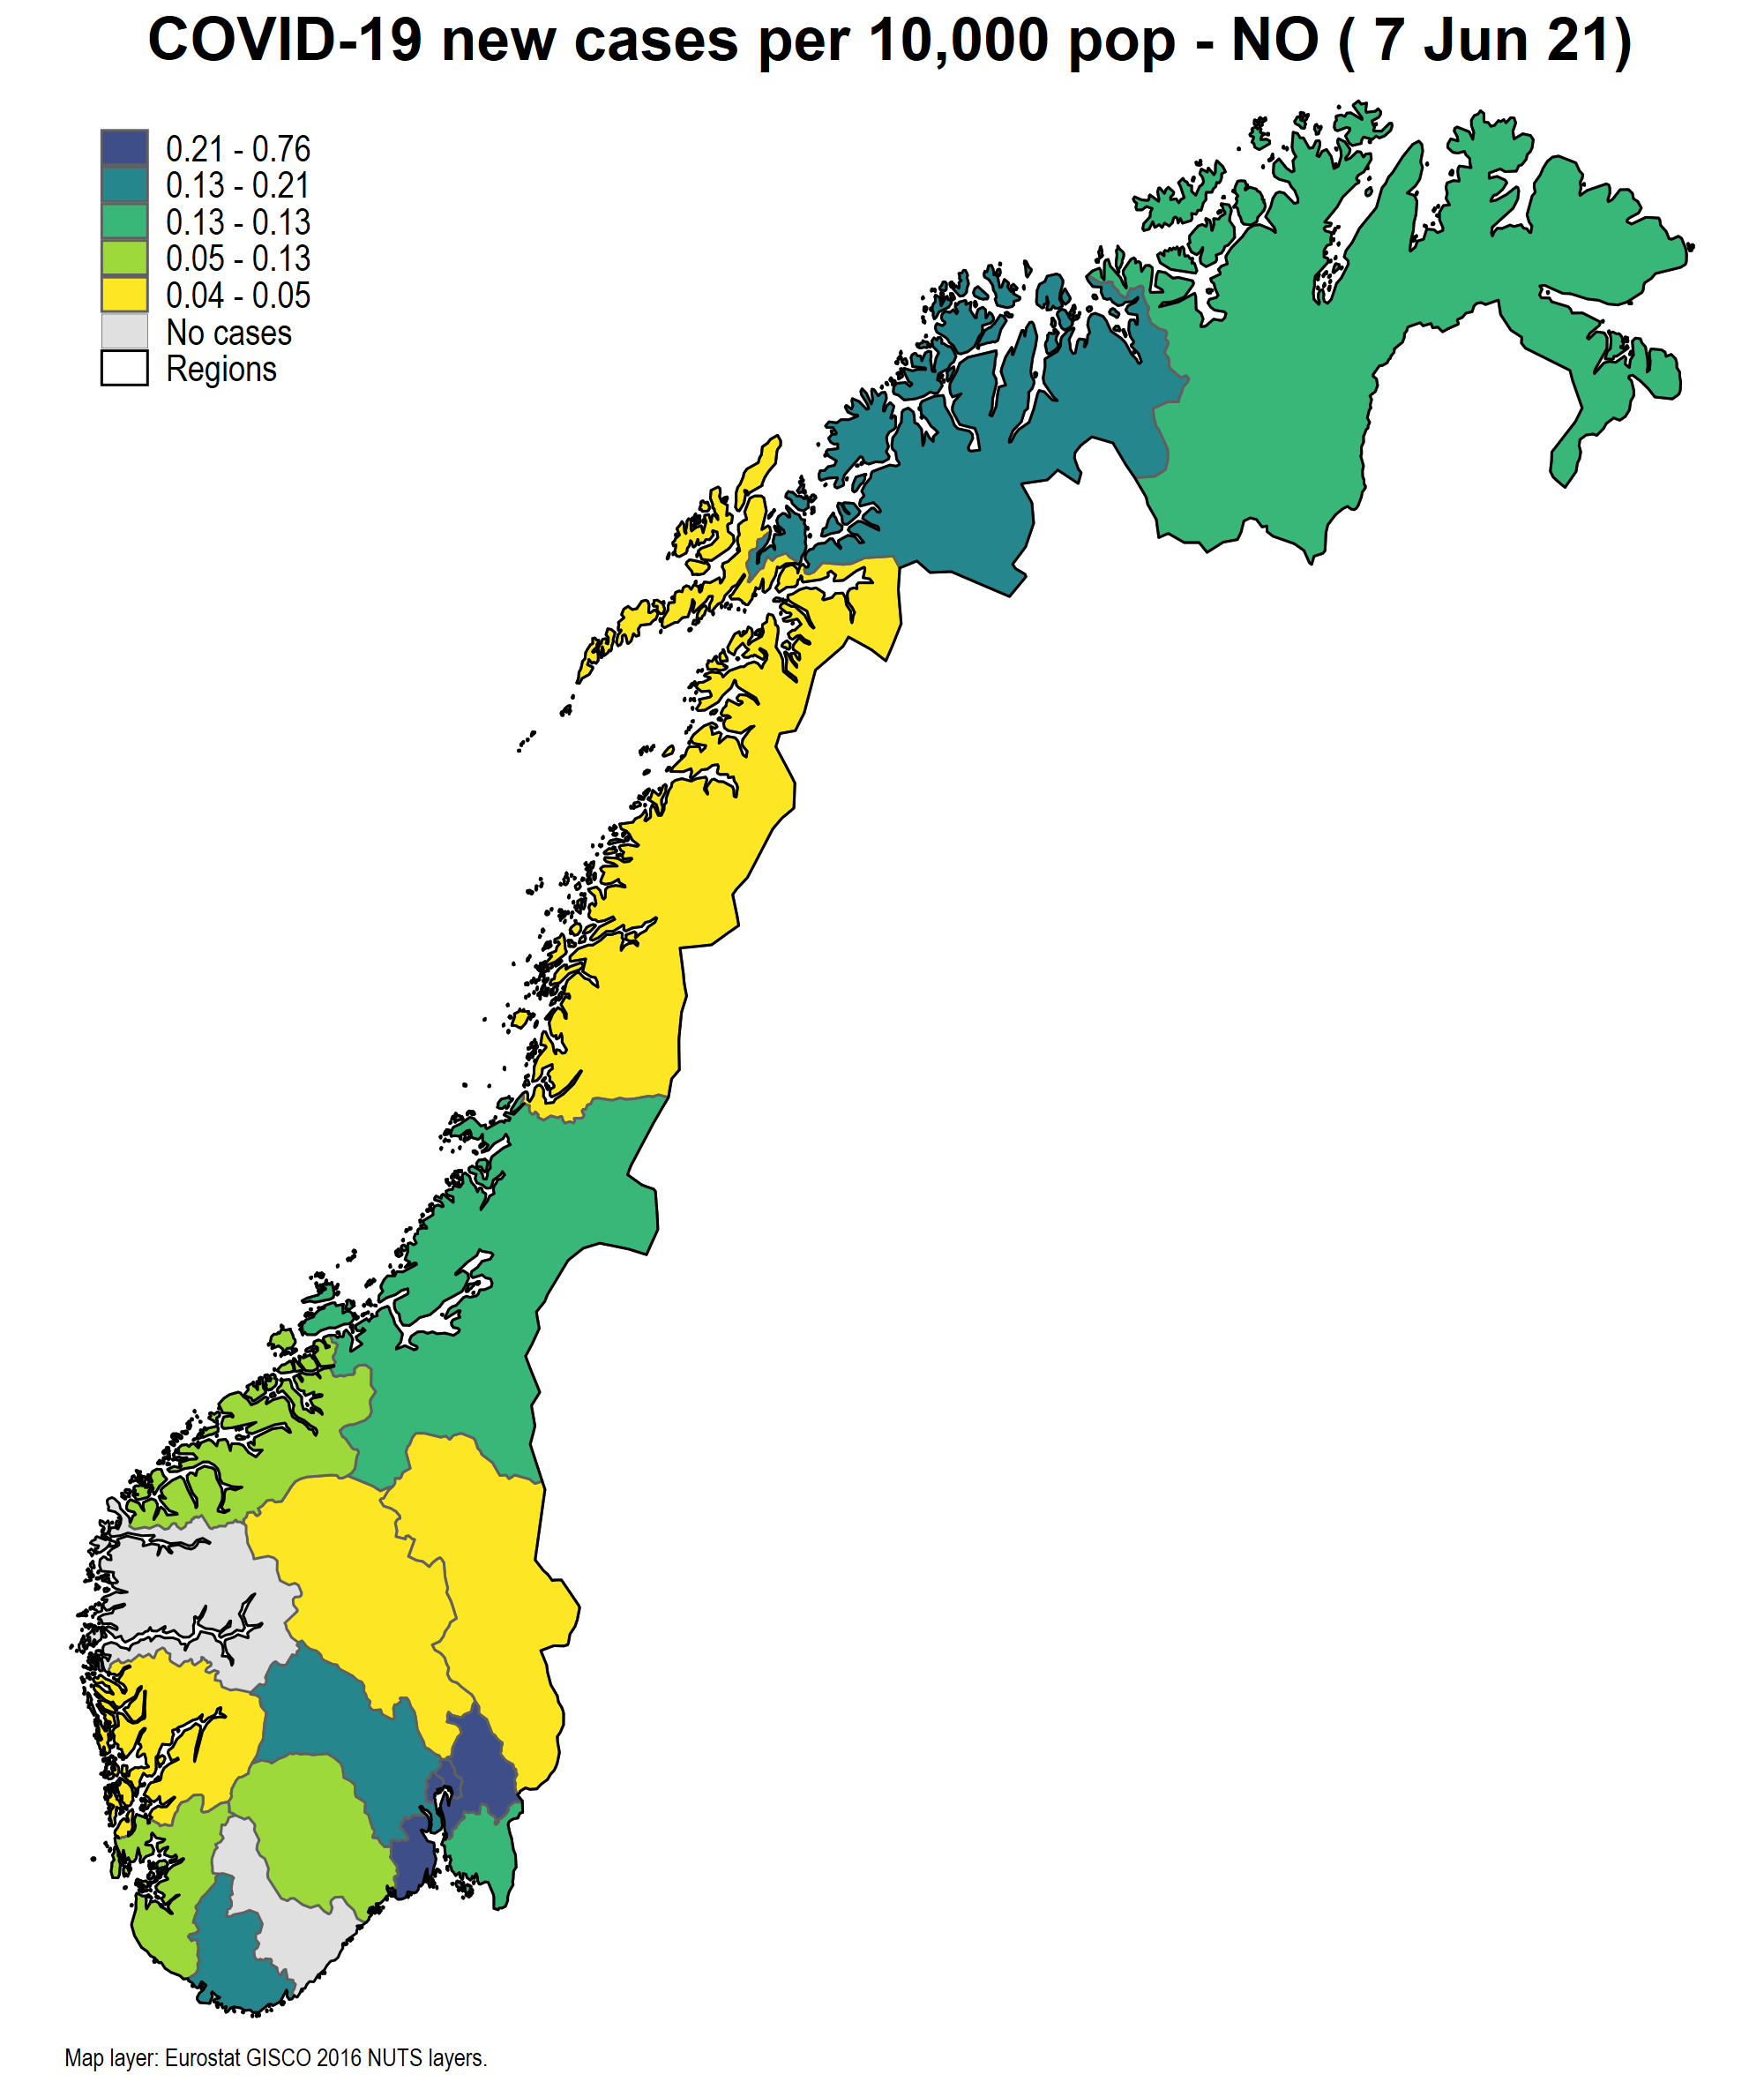 COVID-19 new cases per 10,000 pop - NO ( 7 Jun 21)
0.21 - 0.76
0.13 - 0.21
0.13 - 0.13
0.05 - 0.13
0.04 - 0.05
No cases
Regions
Map layer: Eurostat GISCO 2016 NUTS layers.